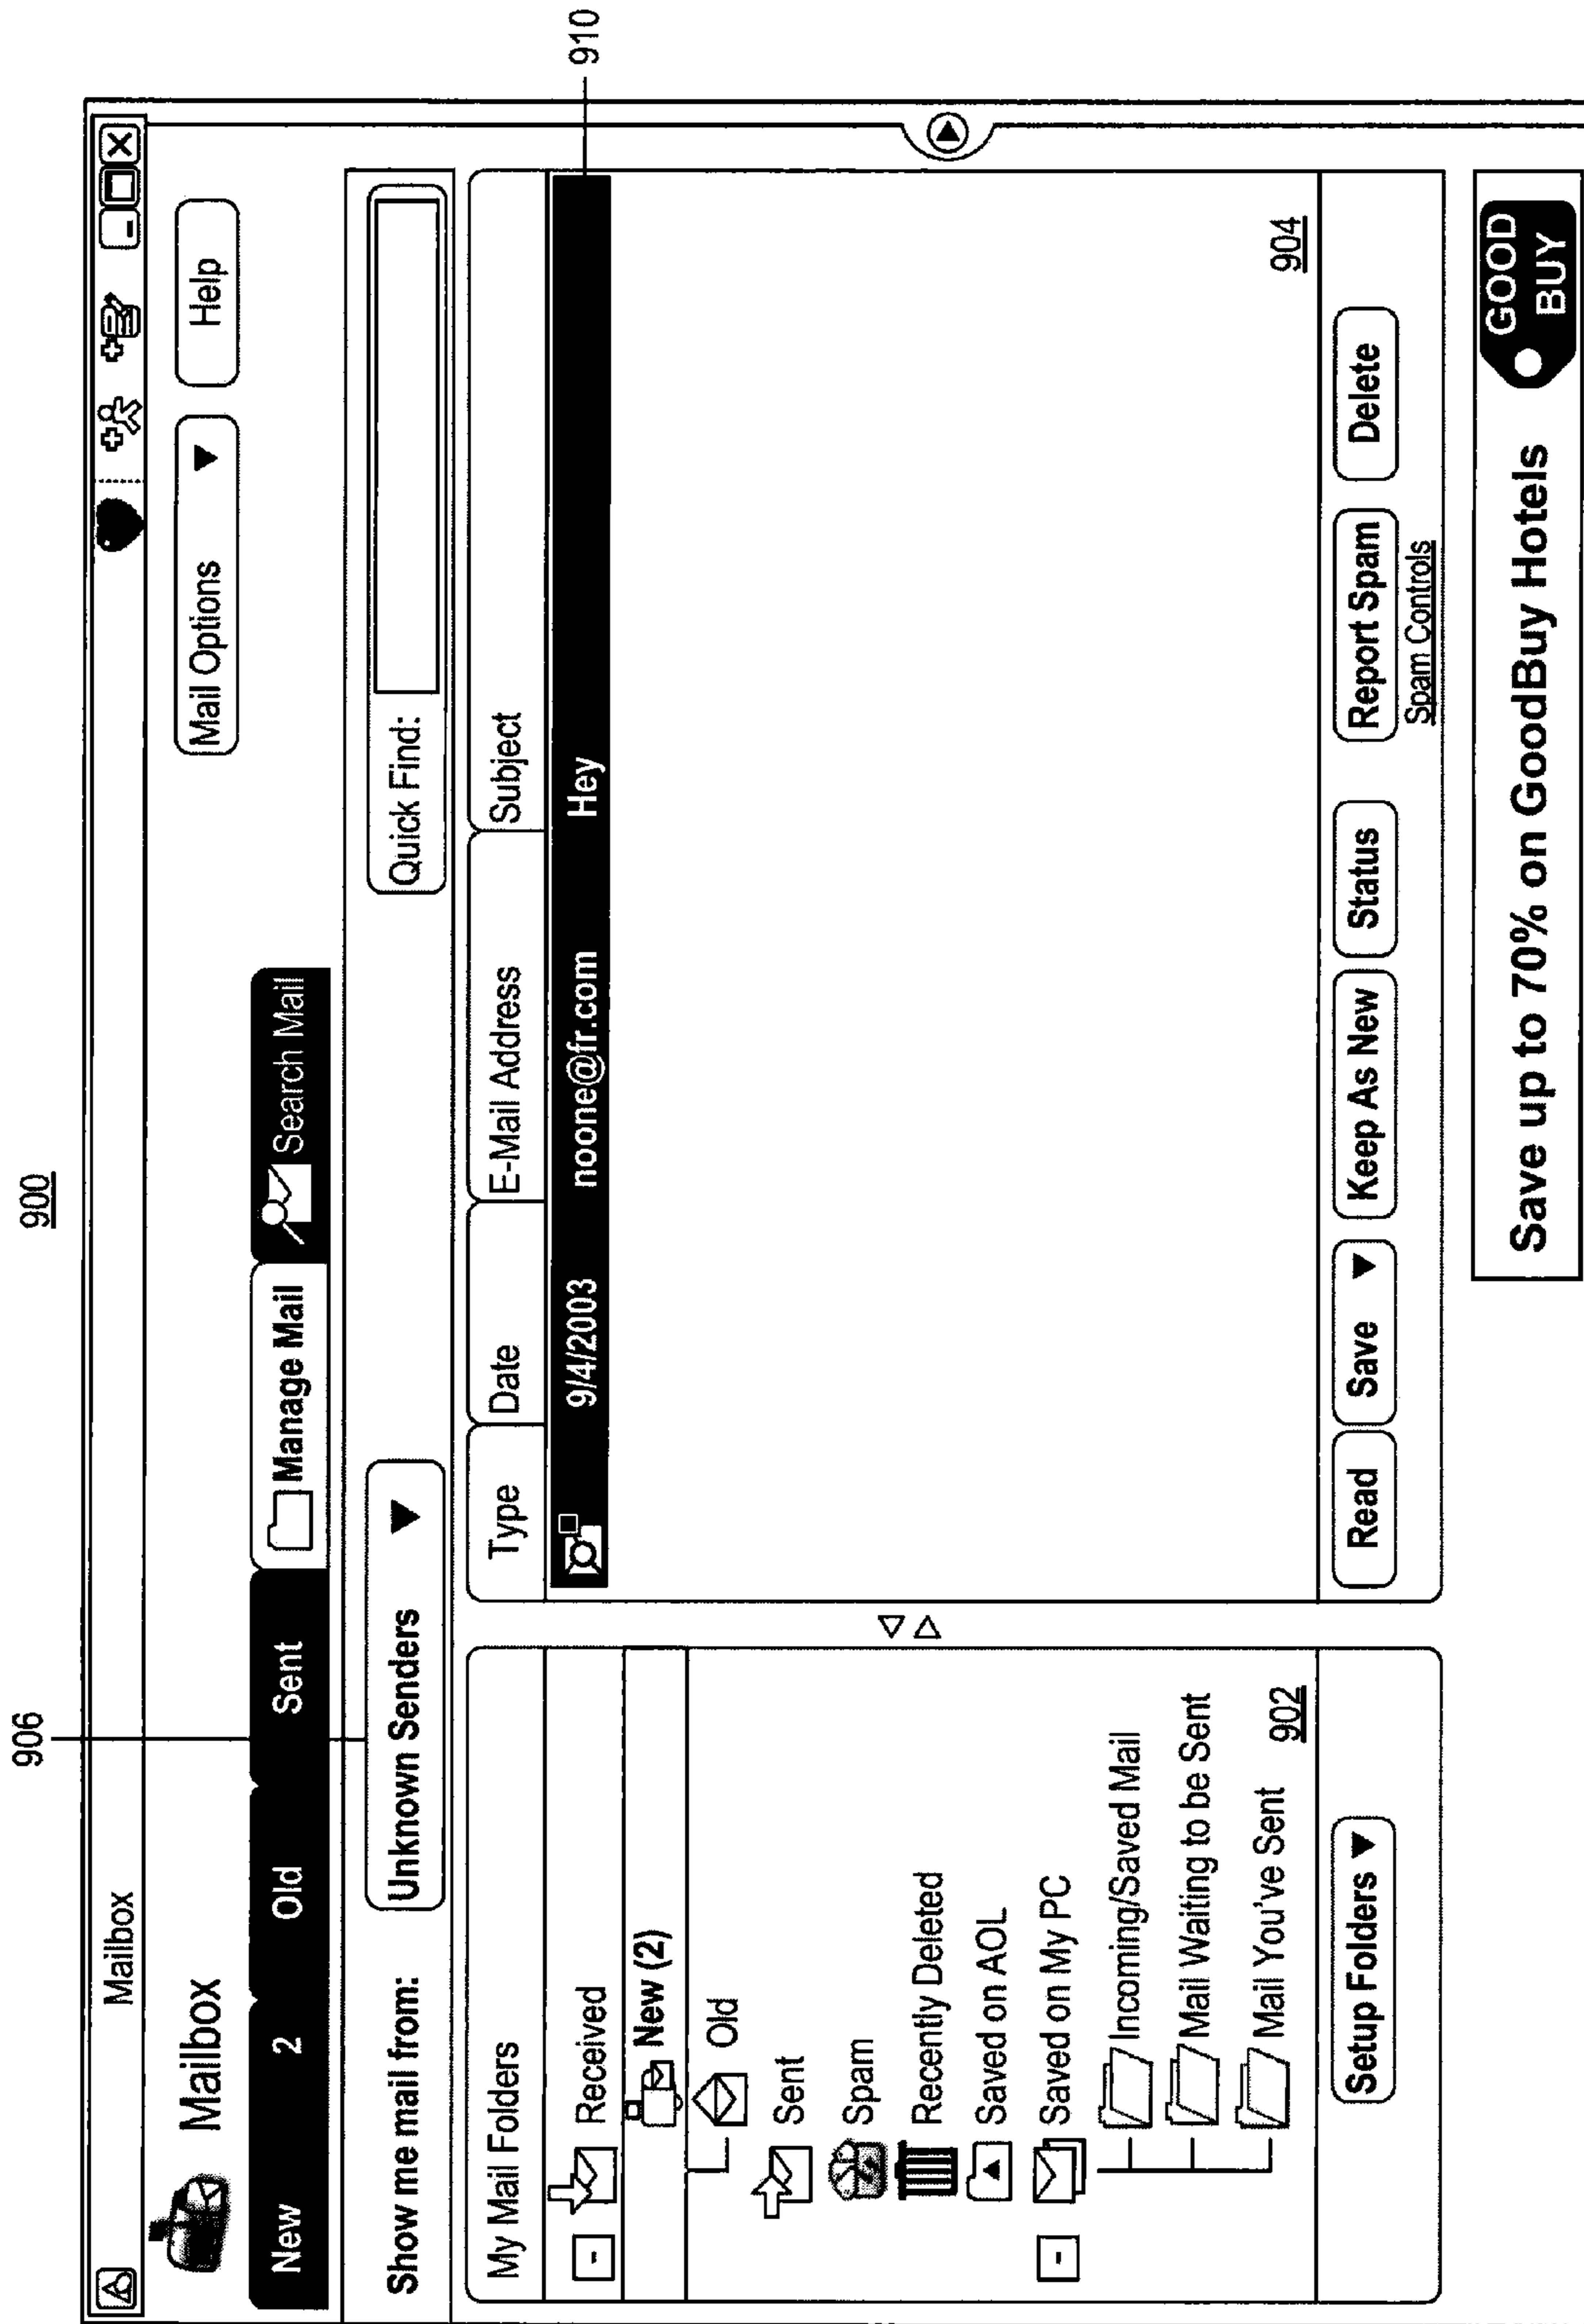 900
906
Mailbox
Mailbox
Mail Options Help
New 2 Old Sent Manage Mail Search Mail
Show me mail from: Unknown Senders Quick Find:
My Mail Folders
Type Date E-Mail Address Subject
9/4/2003 noone@fr.com Hey
910
Received
New (2)
Old
Sent
Spam
Recently Deleted
Saved on AOL
Saved on My PC
Incoming/Saved Mail
Mail Waiting to be Sent
Mail You've Sent
902
904
Setup Folders
Read Save Keep As New Status Report Spam Delete
Spam Controls
Save up to 70% on GoodBuy Hotels
GOOD
BUY